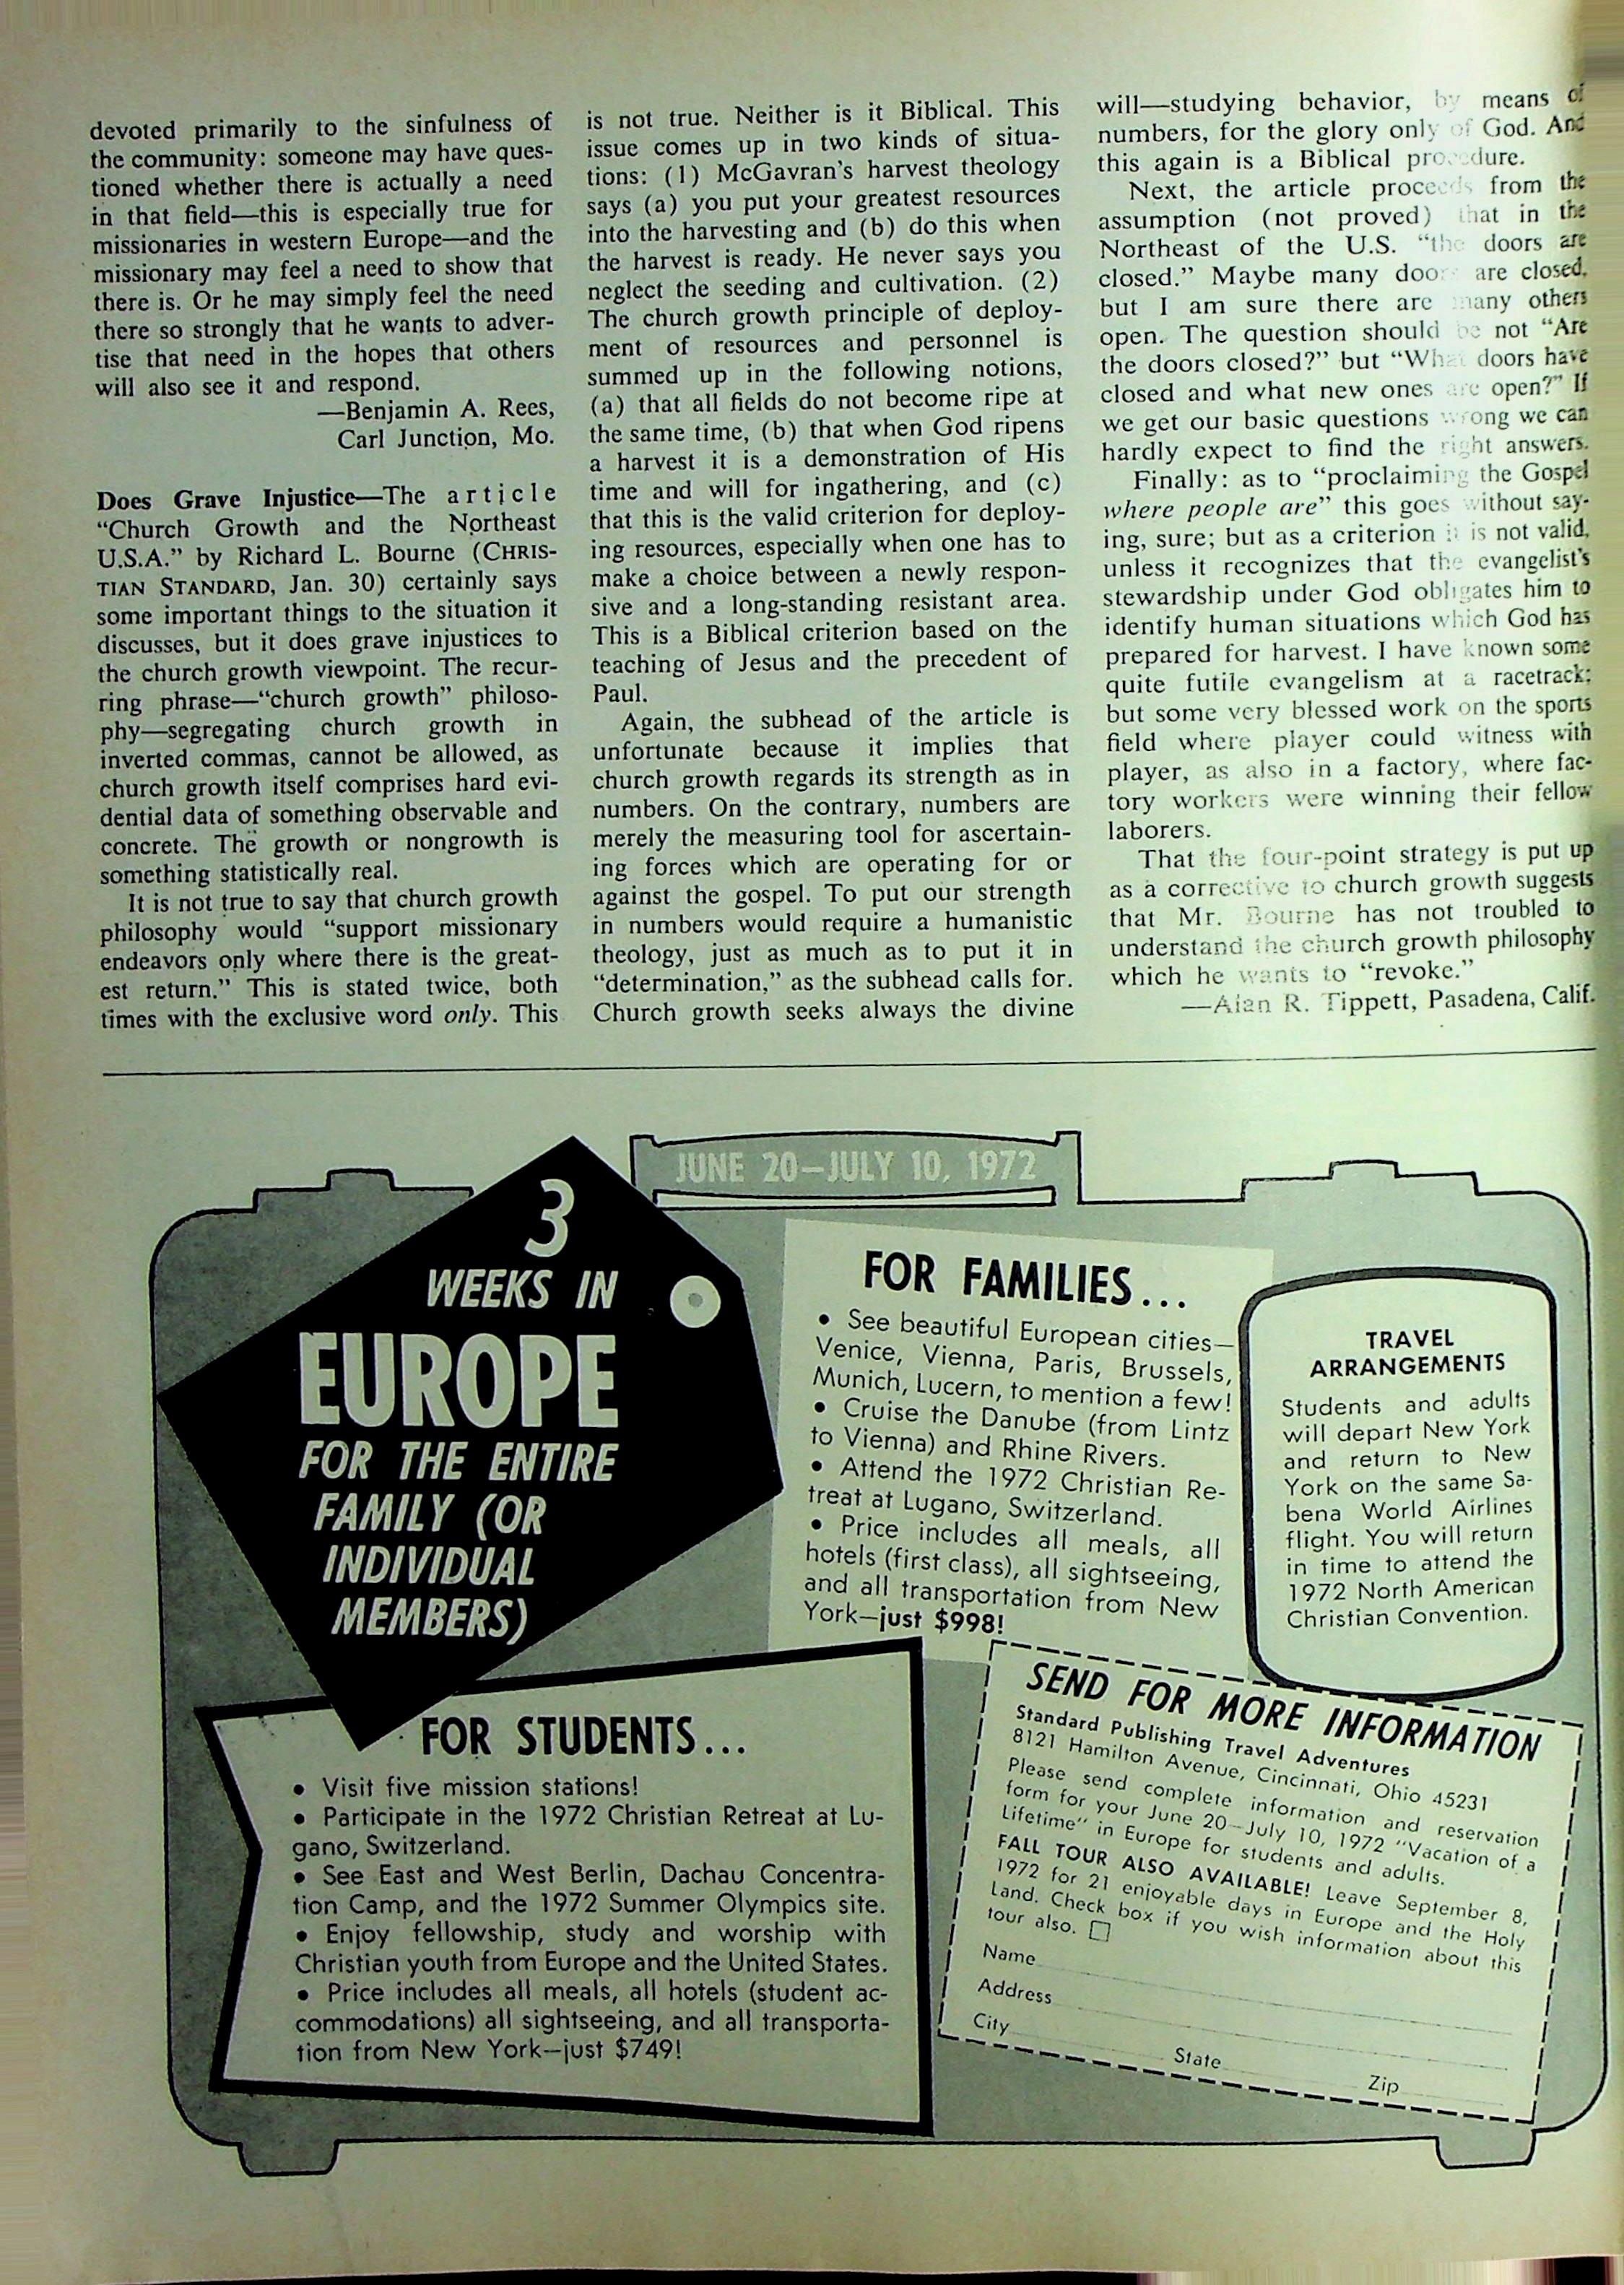 devoted primarily to the sinfulness of
the community: someone may have ques-
tioned whether there is actually a need
in that field—this is especially true for
missionaries in western Europe—and the
missionary may feel a need to show that
there is. Or he may simply feel the need
there so strongly that he wants to adver-
tise that need in the hopes that others
will also see it and respond.
—Benjamin A. Rees,
Carl Junction, Mo.
Does Grave Injustice—The article
“Church Growth and the Northeast
U.S.A.” by Richard L. Bourne (CHRIS-
TIAN STANDARD, Jan. 30) certainly says
some important things to the situation it
discusses, but it does grave injustices to
the church growth viewpoint. The recur-
ring phrase—“church growth” philoso-
phy—segregating church growth in
inverted commas, cannot be allowed, as
church growth itself comprises hard evi-
dential data of something observable and
concrete. The growth or nongrowth is
something statistically real.
It is not true to say that church growth
philosophy would “support missionary
endeavors only where there is the great-
est return.” This is stated twice, both
times with the exclusive word only. This
is not true. Neither is it Biblical. This
issue comes up in two kinds of situa-
tions: (1) McGavran’s harvest theology
says (a) you put your greatest resources
into the harvesting and (b) do this when
the harvest is ready. He never says you
neglect the seeding and cultivation. (2)
The church growth principle of deploy-
ment of resources and personnel is
summed up in the following notions,
(a) that all fields do not become ripe at
the same time, (b) that when God ripens
a harvest it is a demonstration of His
time and will for ingathering, and (c)
that this is the valid criterion for deploy-
ing resources, especially when one has to
make a choice between a newly respon-
sive and a long-standing resistant area.
This is a Biblical criterion based on the
teaching of Jesus and the precedent of
Paul.
Again, the subhead of the article is
unfortunate because it implies that
church growth regards its strength as in
numbers. On the contrary, numbers are
merely the measuring tool for ascertain-
ing forces which are operating for or
against the gospel. To put our strength
in numbers would require a humanistic
theology, just as much as to put it in
“determination,” as the subhead calls for.
Church growth seeks always the divine
will—studying behavior, by means of
numbers, for the glory only of God. And
this again is a Biblical procedure.
Next, the article proceeds from the
assumption (not proved) that in the
Northeast of the U.S. “the doors are
closed.” Maybe many doors are closed,
but I am sure there are many others
open. The question should be not “Are
the doors closed?” but “What doors have
closed and what new ones are open?” If
we get our basic questions wrong we can
hardly expect to find the right answers.
Finally: as to “proclaiming the Gospel
where people are” this goes without say-
ing, sure; but as a criterion it is not valid,
unless it recognizes that the evangelist’s
stewardship under God obligates him to
identify human situations which God has
prepared for harvest. I have known some
quite futile evangelism at a racetrack;
but some very blessed work on the sports
field where player could witness with
player, as also in a factory, where fac-
tory workers were winning their fellow
laborers.
That the four-point strategy is put up
as a corrective to church growth suggests
that Mr. Bourne has not troubled to
understand the church growth philosophy
which he wants to “revoke.”
—Alan R. Tippett, Pasadena, Calif.
JUNE 20–JULY 10, 1972
3
WEEKS IN
EUROPE
FOR THE ENTIRE
FAMILY (OR
INDIVIDUAL
MEMBERS)
FOR FAMILIES...
• See beautiful European cities—
Venice, Vienna, Paris, Brussels,
Munich, Lucern, to mention a few!
• Cruise the Danube (from Lintz
to Vienna) and Rhine Rivers.
• Attend the 1972 Christian Re-
treat at Lugano, Switzerland.
• Price includes all meals, all
hotels (first class), all sightseeing,
and all transportation from New
York—just $998!
TRAVEL
ARRANGEMENTS
Students and adults
will depart New York
and return to New
York on the same Sa-
bena World Airlines
flight. You will return
in time to attend the
1972 North American
Christian Convention.
FOR STUDENTS...
• Visit five mission stations!
• Participate in the 1972 Christian Retreat at Lu-
gano, Switzerland.
• See East and West Berlin, Dachau Concentra-
tion Camp, and the 1972 Summer Olympics site.
• Enjoy fellowship, study and worship with
Christian youth from Europe and the United States.
• Price includes all meals, all hotels (student ac-
commodations) all sightseeing, and all transporta-
tion from New York—just $749!
SEND FOR MORE INFORMATION
Standard Publishing Travel Adventures
8121 Hamilton Avenue, Cincinnati, Ohio 45231
Please send complete information and reservation
form for your June 20–July 10, 1972 “Vacation of a
Lifetime” in Europe for students and adults.
FALL TOUR ALSO AVAILABLE! Leave September 8,
1972 for 21 enjoyable days in Europe and the Holy
Land. Check box if you wish information about this
tour also. □
Name
Address
City
State
Zip